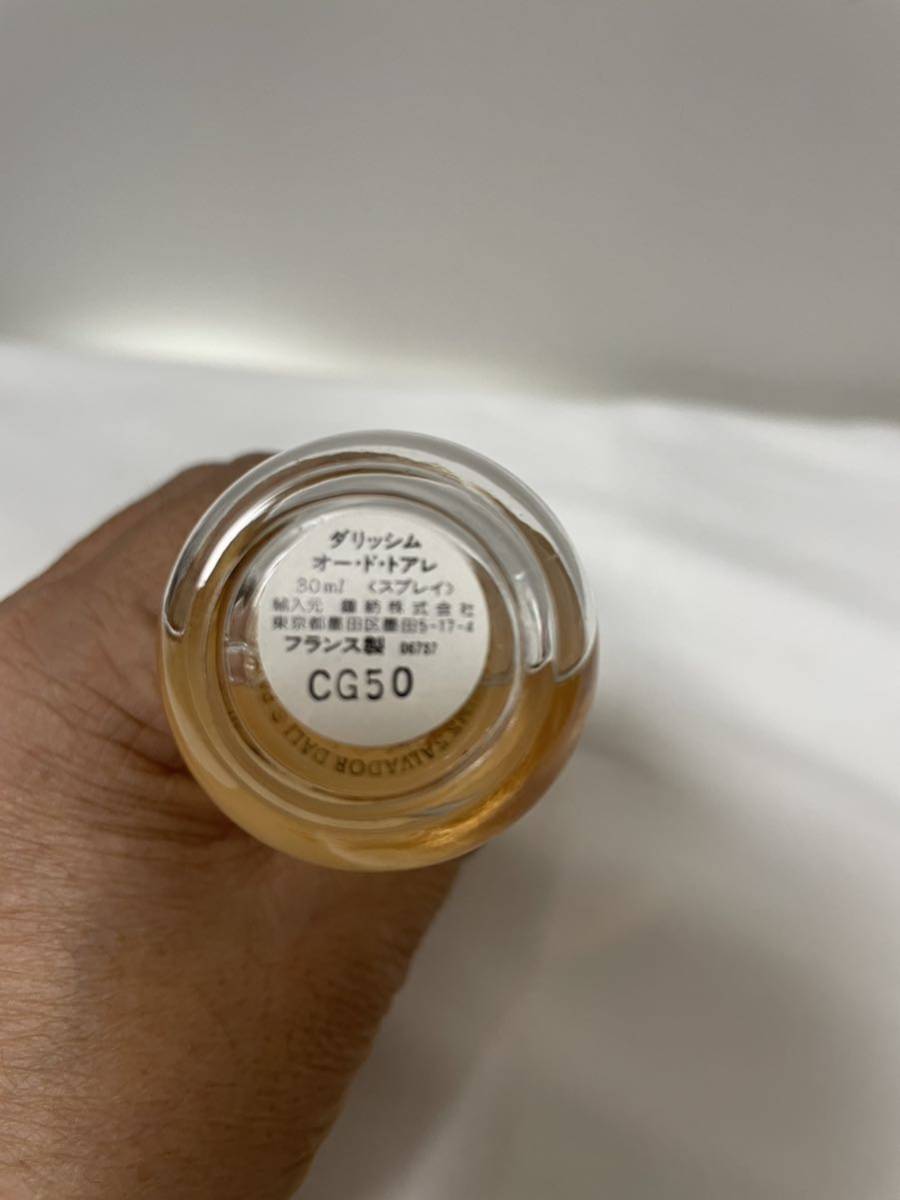 ダリッシム
オー・ド・トアレ
30ml 〈スプレイ〉
輸入元 鐘紡株式会社
東京都墨田区墨田5-17-4
フランス製 D6737
CG50
SALVADOR DALI